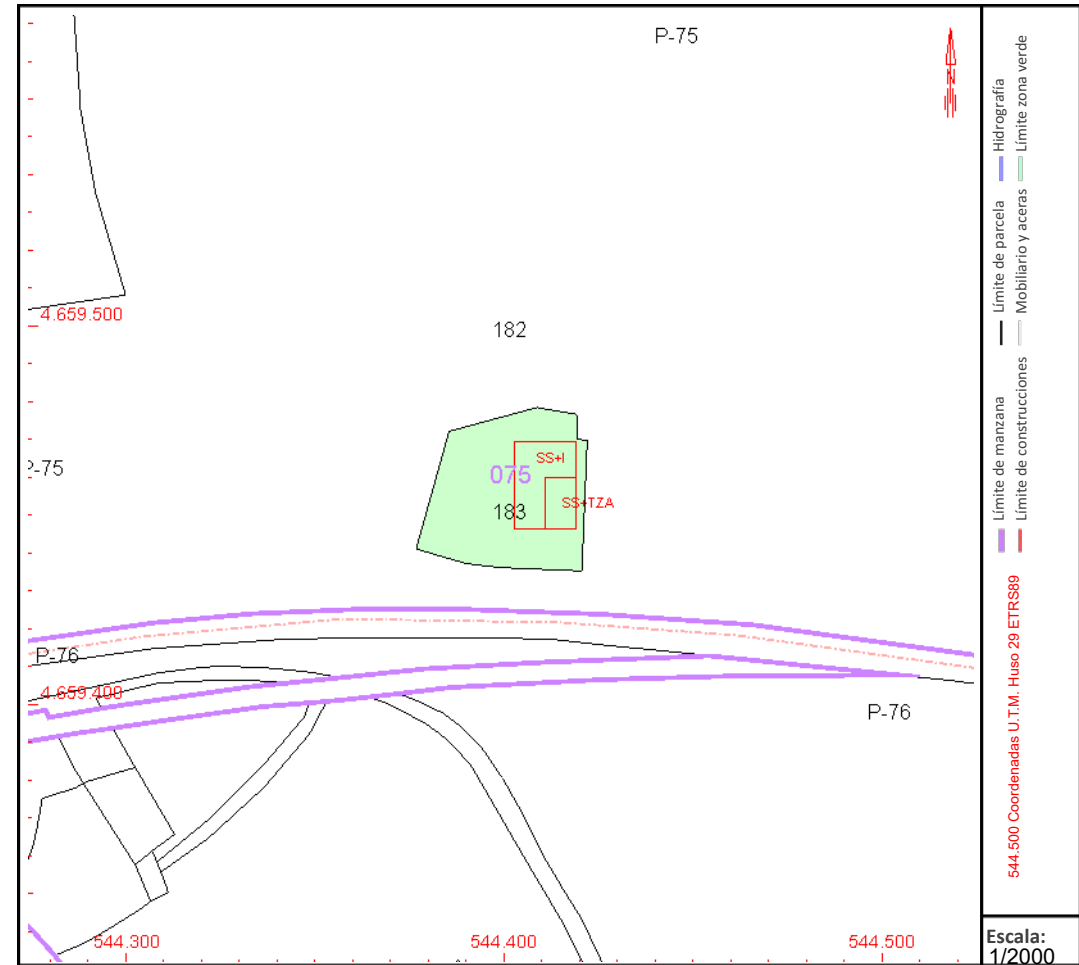 P-75
N
4.659.500
182
P-75
SS+I
075
SS+TZA
183
P-76
4.659.400
P-76
544.300
544.400
544.500
Hidrografía
Límite zona verde
Límite de parcela
Mobiliario y aceras
Límite de manzana
Límite de construcciones
544.500 Coordenadas U.T.M. Huso 29 ETRS89
Escala:
1/2000